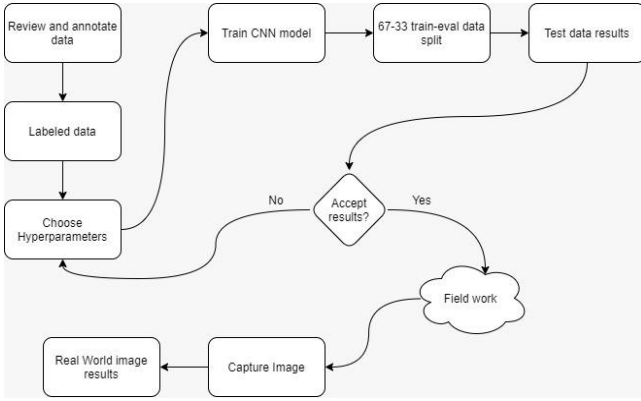 Review and annotate
data
Train CNN model
67-33 train-eval data
split
Test data results
Labeled data
Choose
Hyperparameters
No
Accept
results?
Yes
Field work
Real World image
results
Capture Image